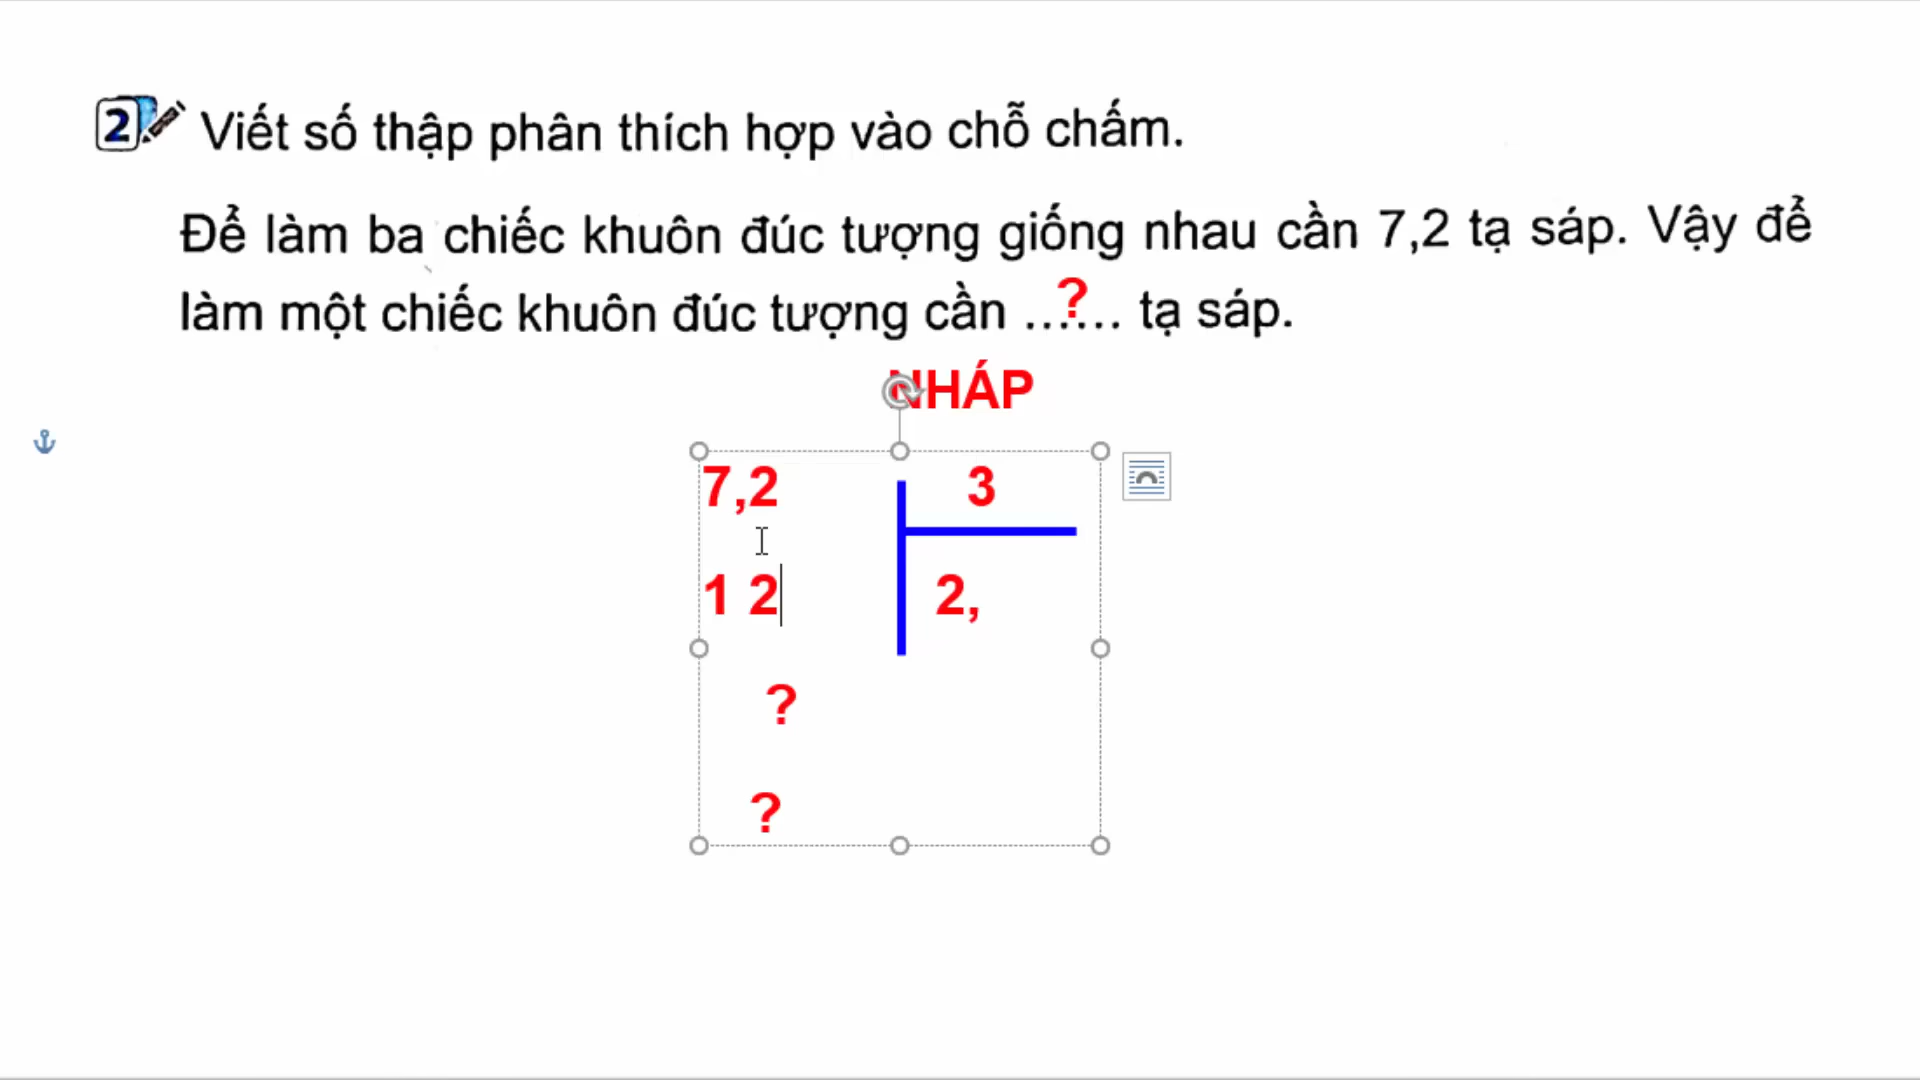 2 Viết số thập phân thích hợp vào chỗ chấm.
Để làm ba chiếc khuôn đúc tượng giống nhau cần 7,2 tạ sáp. Vậy để
làm một chiếc khuôn đúc tượng cần ...?... tạ sáp.
NHÁP
7,2 3
1 2 2,
?
?